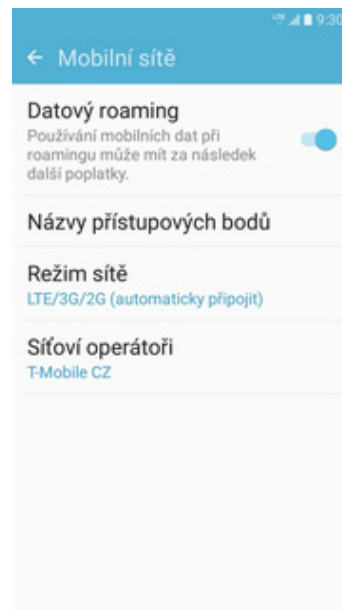 9:30
Mobilní sítě
Datový roaming
Používání mobilních dat při
roamingu může mít za následek
další poplatky.
Názvy přístupových bodů
Režim sítě
LTE/3G/2G (automaticky připojit)
Síťoví operátoři
T-Mobile CZ